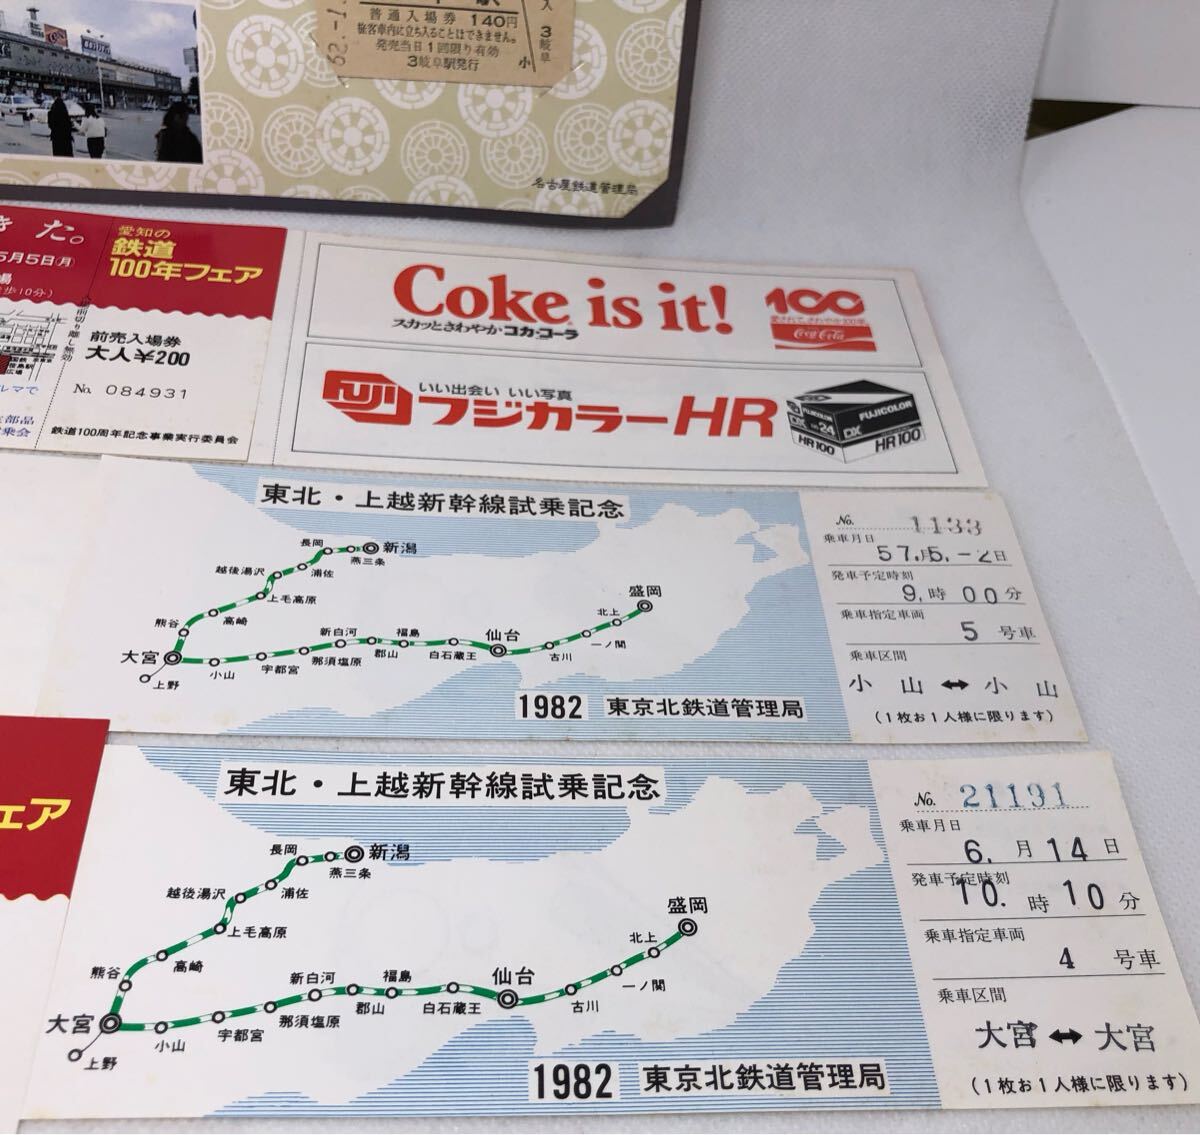 普通入場券 140円
旅客車内に立ち入ることはできません。
発売当日1回限り有効
3岐阜駅発行
小
入
3
岐
阜
名古屋鉄道管理局
きた。
5月5日(月)
場
歩10分)
愛知の
鉄道
100年フェア
前売入場券
大人¥200
No. 084931
鉄道100周年記念事業実行委員会
Coke is it!
スカッとさわやか コカ・コーラ
100
Coca-Cola
FUJI
いい出会い いい写真
フジカラーHR
FUJICOLOR
DX
24
HR100
FUJICOLOR
DX
HR100
東北・上越新幹線試乗記念
長岡
新潟
燕三条
越後湯沢
浦佐
上毛高原
熊谷
高崎
大宮
上野
小山
宇都宮
新白河
那須塩原
福島
郡山
白石蔵王
仙台
古川
北上
一ノ関
盛岡
1982 東京北鉄道管理局
No. 1133
乗車月日
57.月5.-2日
発車予定時刻
9.時00分
乗車指定車両
5 号車
乗車区間
小山↔小山
(1枚お1人様に限ります)
ェア
東北・上越新幹線試乗記念
長岡
新潟
燕三条
越後湯沢
浦佐
上毛高原
熊谷
高崎
大宮
上野
小山
宇都宮
新白河
那須塩原
福島
郡山
白石蔵王
仙台
古川
北上
一ノ関
盛岡
1982 東京北鉄道管理局
No. 21191
乗車月日
6.月14日
発車予定時刻
10.時10分
乗車指定車両
4 号車
乗車区間
大宮↔大宮
(1枚お1人様に限ります)